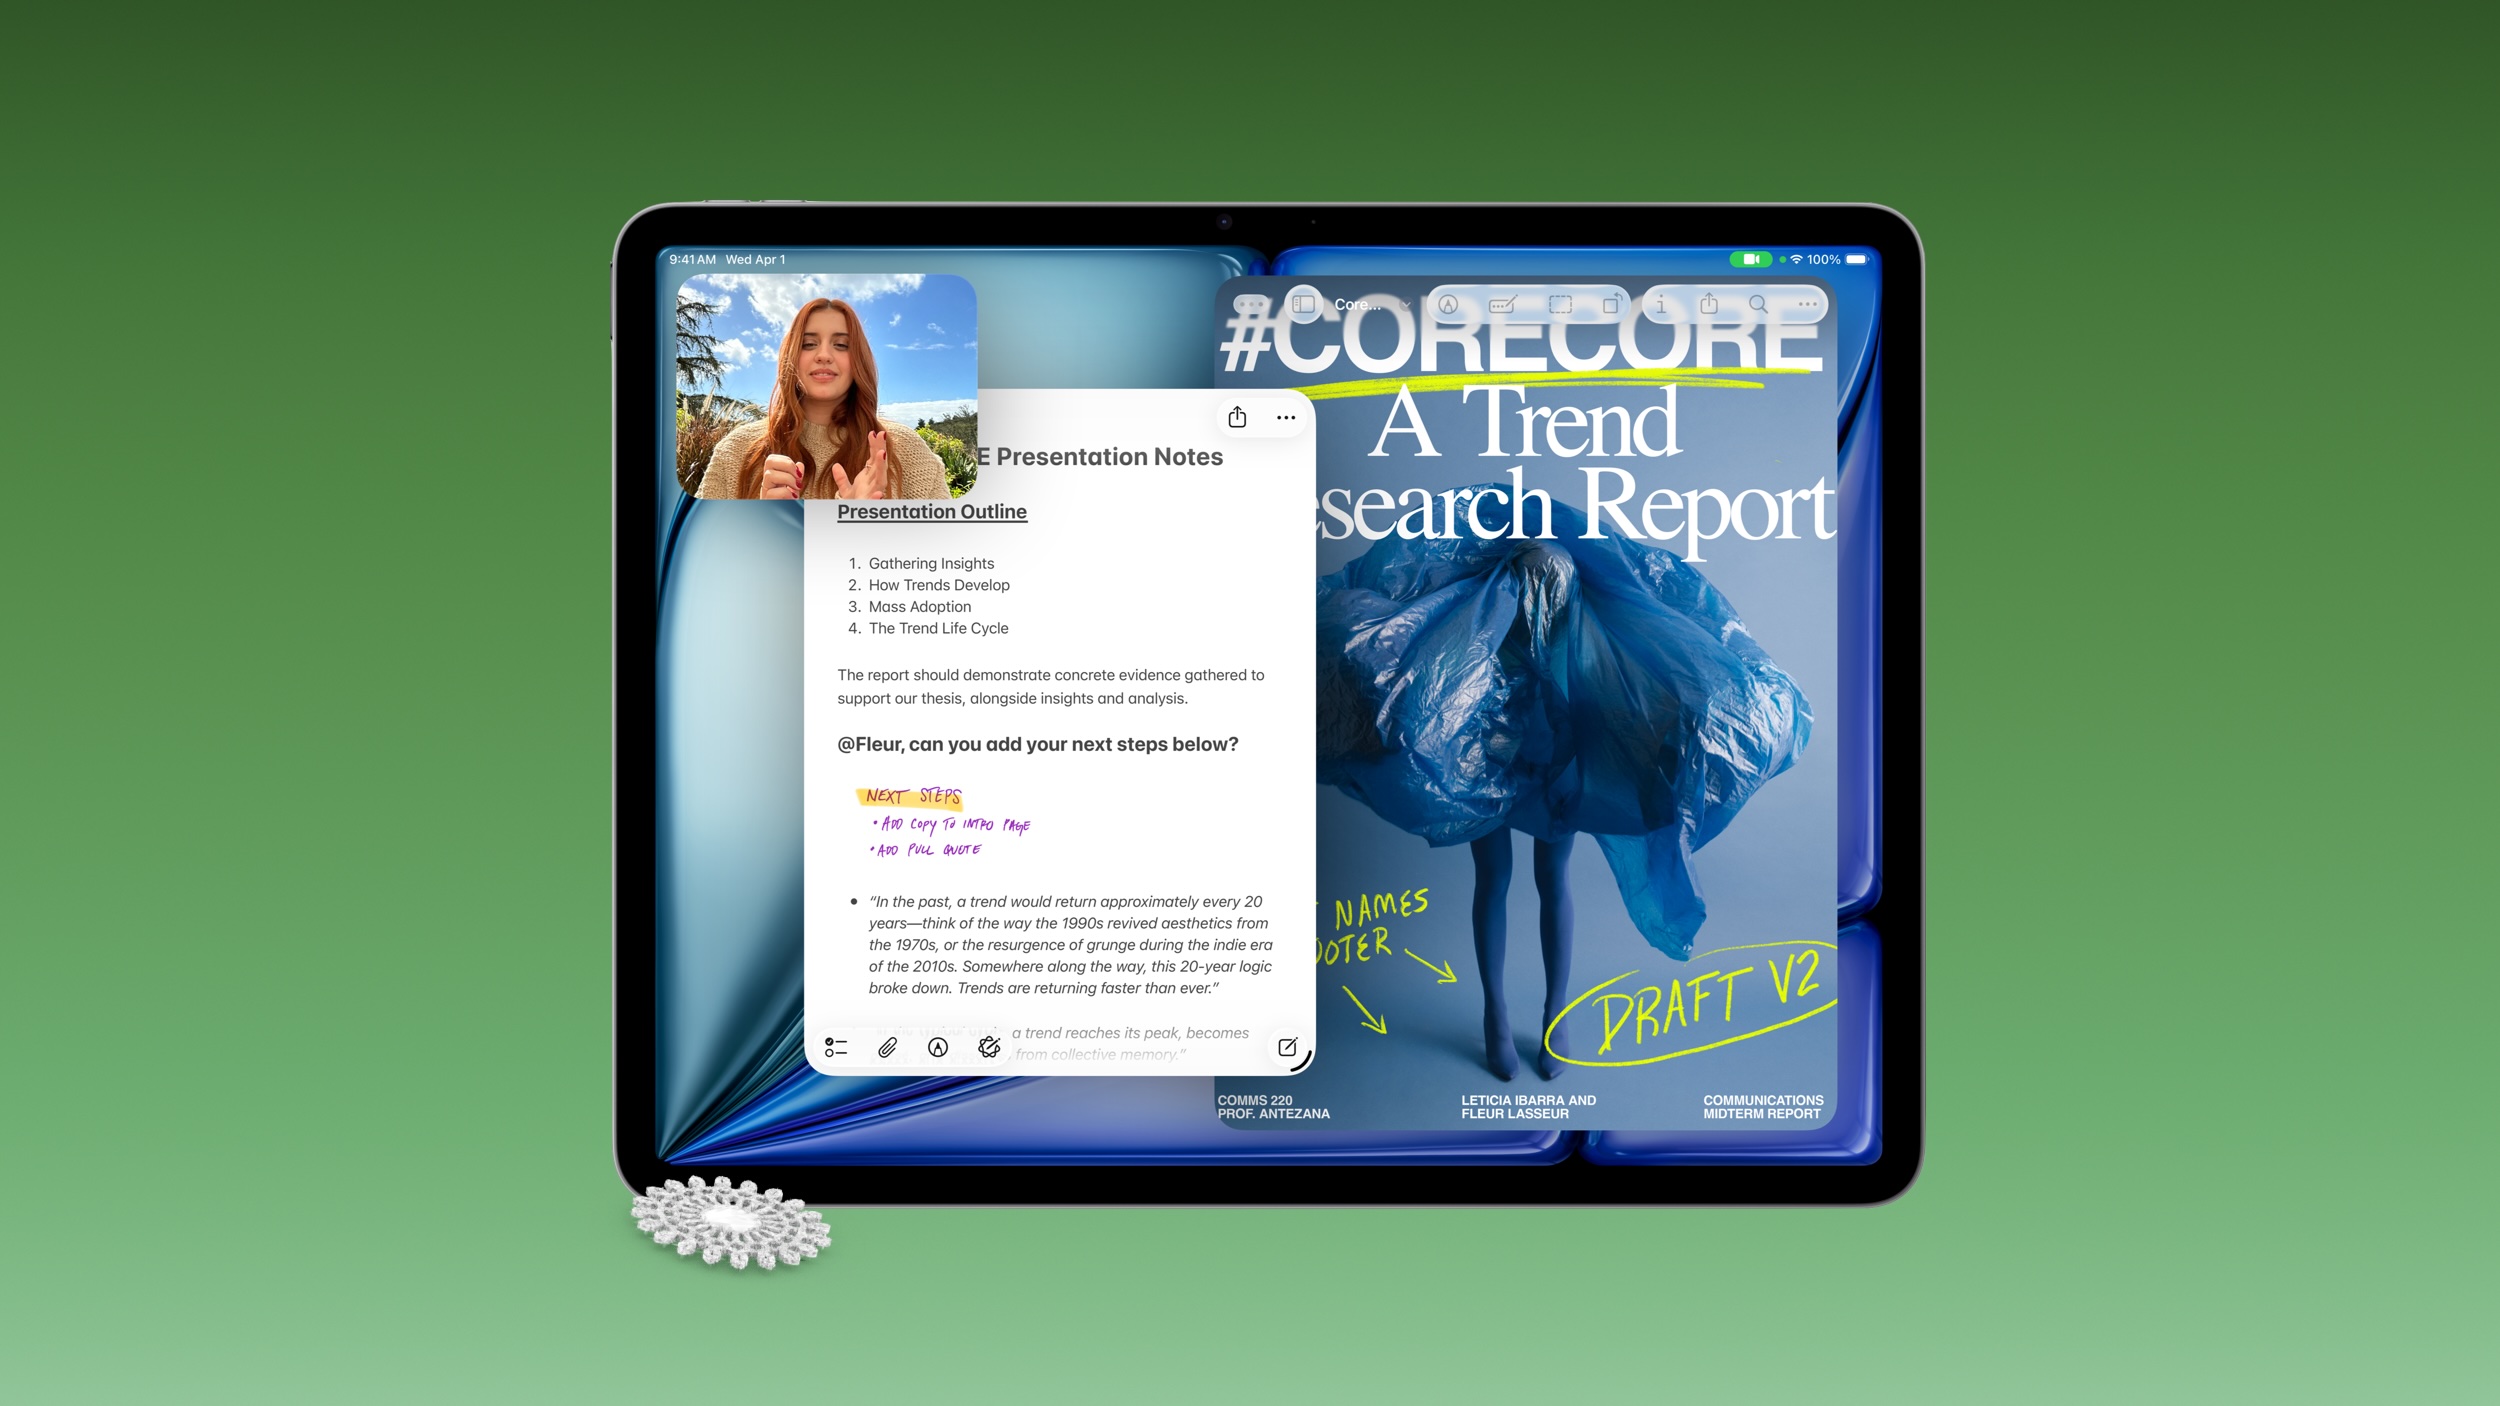 9:41 AM Wed Apr 1
100%
Core...
#CORECORE
A Trend
esearch Report
E Presentation Notes
Presentation Outline
1. Gathering Insights
2. How Trends Develop
3. Mass Adoption
4. The Trend Life Cycle
The report should demonstrate concrete evidence gathered to
support our thesis, alongside insights and analysis.
@Fleur, can you add your next steps below?
NEXT STEPS
• ADD COPY TO INTRO PAGE
• ADD PULL QUOTE
• “In the past, a trend would return approximately every 20
years—think of the way the 1990s revived aesthetics from
the 1970s, or the resurgence of grunge during the indie era
of the 2010s. Somewhere along the way, this 20-year logic
broke down. Trends are returning faster than ever.”
a trend reaches its peak, becomes
from collective memory.”
NAMES
OOTER
DRAFT V2
COMMS 220
PROF. ANTEZANA
LETICIA IBARRA AND
FLEUR LASSEUR
COMMUNICATIONS
MIDTERM REPORT